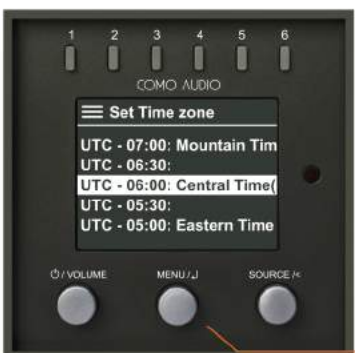 1 2 3 4 5 6
COMO AUDIO
Set Time zone
UTC - 07:00: Mountain Tim
UTC - 06:30:
UTC - 06:00: Central Time(
UTC - 05:30:
UTC - 05:00: Eastern Time
⏻/ VOLUME MENU / ↲ SOURCE /<